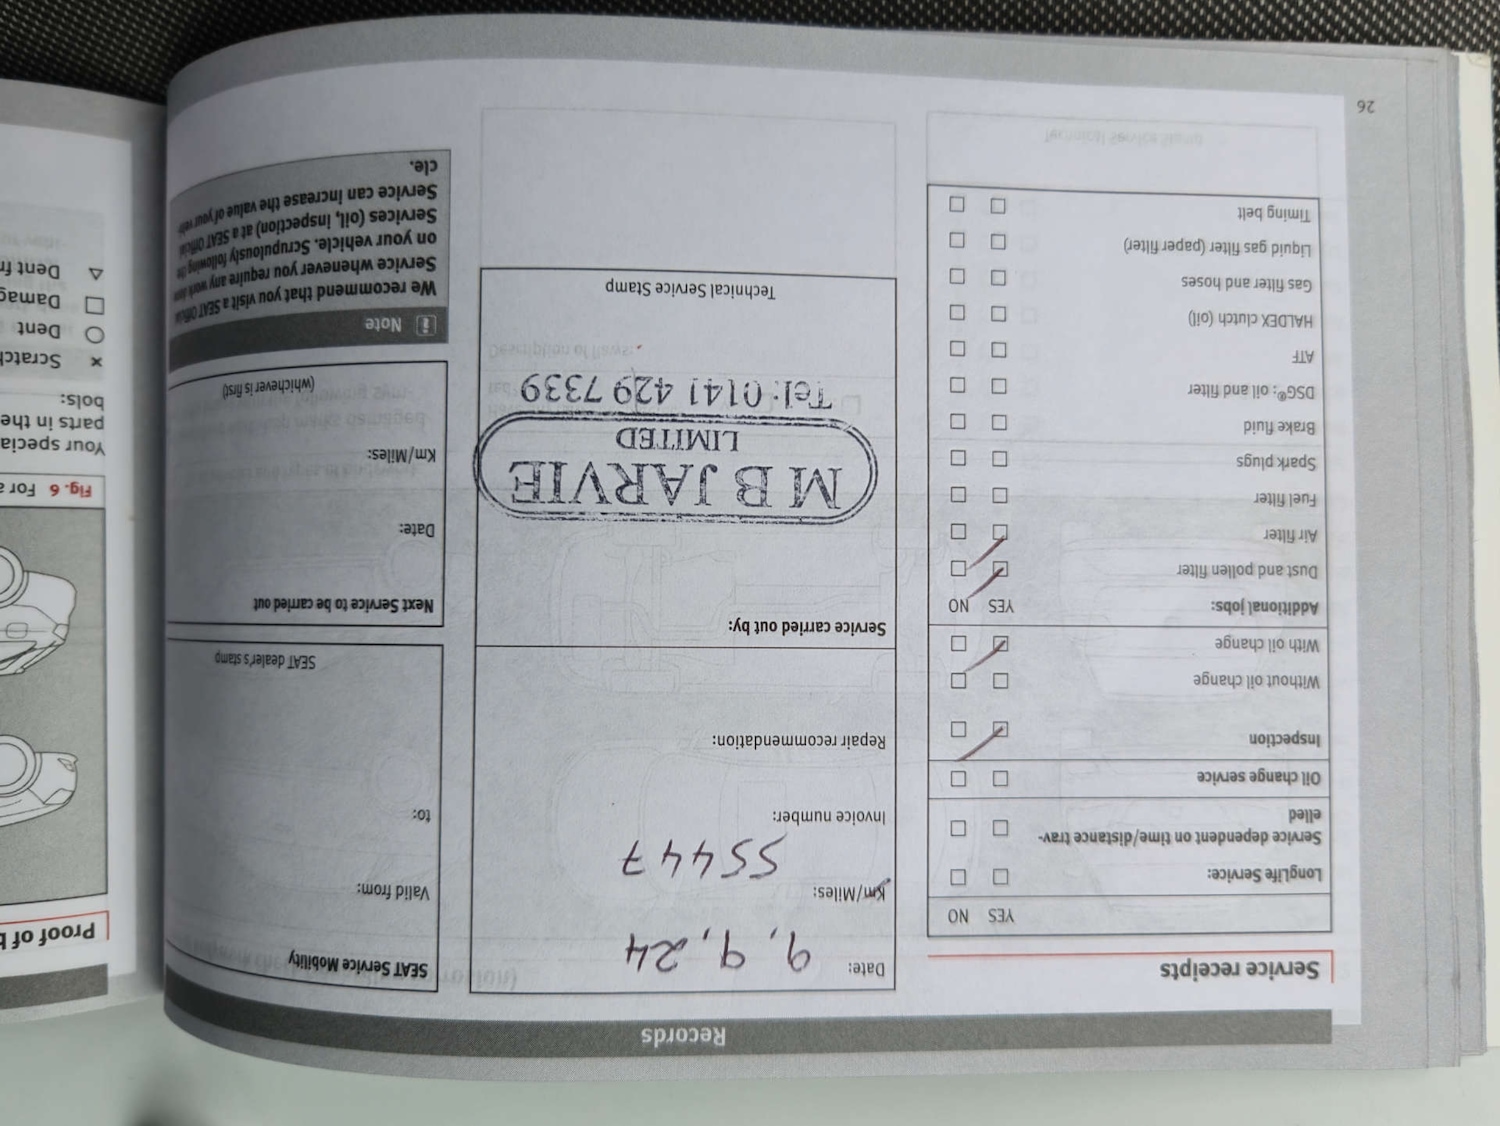 Records
Service receipts
YES NO
LongLife Service:
Service dependent on time/distance trav-
elled
Oil change service
Inspection
Without oil change
With oil change
Additional jobs: YES NO
Dust and pollen filter
Air filter
Fuel filter
Spark plugs
Brake fluid
DSG®: oil and filter
ATF
HALDEX clutch (oil)
Gas filter and hoses
Liquid gas filter (paper filter)
Timing belt
26
Date: 9, 9, 24
Km/Miles:
55447
Invoice number:
Repair recommendation:
Service carried out by:
M B JARVIE
LIMITED
Tel: 0141 429 7339
Technical Service Stamp
SEAT Service Mobility
Valid from:
to:
SEAT dealer's stamp
Next Service to be carried out
Date:
Km/Miles:
(whichever is first)
Note
We recommend that you visit a SEAT Official
Service whenever you require any work done
on your vehicle. Scrupulously following the
Services (oil, inspection) at a SEAT Official
Service can increase the value of your vehi-
cle.
Proof of
Fig. 6 For
Your
parts in the
bols:
Scratch
Dent
Dent